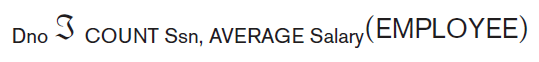 Dno ℑ COUNT Ssn, AVERAGE Salary(EMPLOYEE)